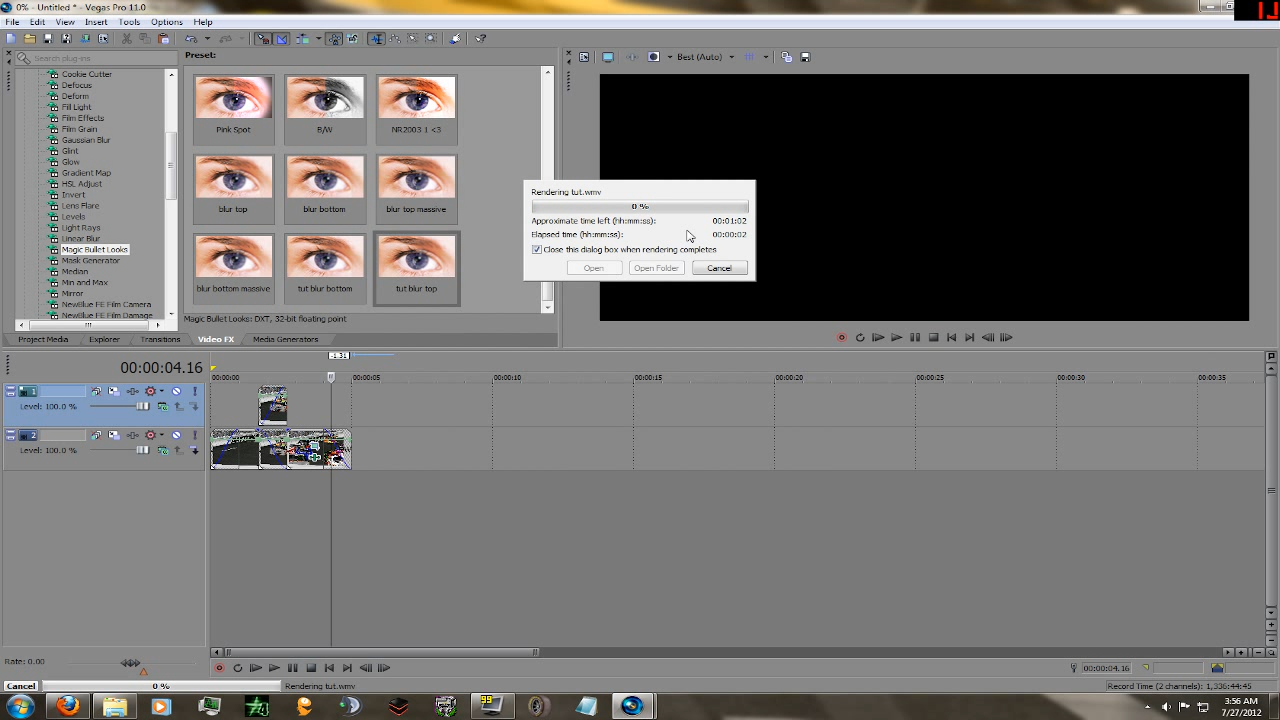 0% - Untitled * - Vegas Pro 11.0
File Edit View Insert Tools Options Help
Search plug-ins
Preset:
Best (Auto)
Cookie Cutter
Defocus
Deform
Fill Light
Film Effects
Film Grain
Gaussian Blur
Glint
Glow
Gradient Map
HSL Adjust
Invert
Lens Flare
Levels
Light Rays
Linear Blur
Magic Bullet Looks
Mask Generator
Median
Min and Max
Mirror
NewBlue FE Film Camera
NewBlue FE Film Damage
Pink Spot B/W NR2003 1 <3
blur top blur bottom blur top massive
blur bottom massive tut blur bottom tut blur top
Magic Bullet Looks: DXT, 32-bit floating point
Rendering tut.wmv
0 %
Approximate time left (hh:mm:ss): 00:01:02
Elapsed time (hh:mm:ss): 00:00:02
Close this dialog box when rendering completes
Open Open Folder Cancel
Project Media Explorer Transitions Video FX Media Generators
00:00:04.16
-1.31
00:00:00 00:00:05 00:00:10 00:00:15 00:00:20 00:00:25 00:00:30 00:00:35
1
Level: 100.0 %
2
Level: 100.0 %
Rate: 0.00
00:00:04.16
Cancel 0 % Rendering tut.wmv
Record Time (2 channels): 1,336:44:45
99
3:56 AM
7/27/2012